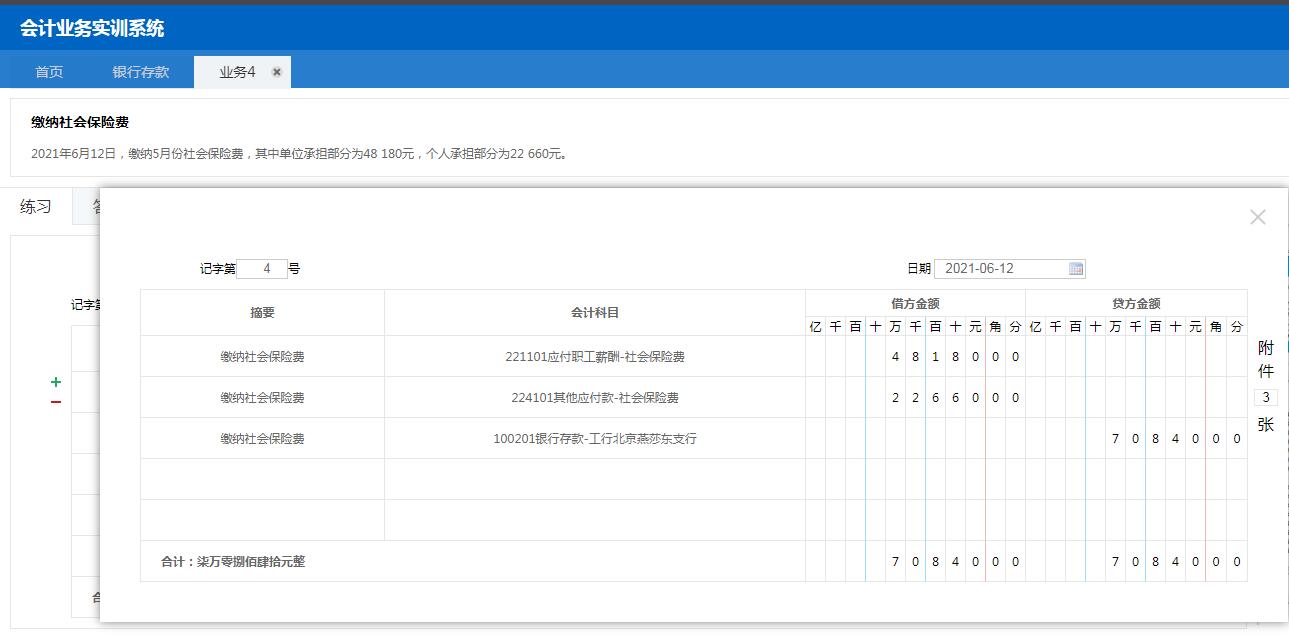 会计业务实训系统
首页 银行存款 业务4
缴纳社会保险费
2021年6月12日，缴纳5月份社会保险费，其中单位承担部分为48 180元，个人承担部分为22 660元。
练习
记字第 4 号 日期 2021-06-12
记字第
摘要 会计科目 借方金额 贷方金额
亿 千 百 十 万 千 百 十 元 角 分 亿 千 百 十 万 千 百 十 元 角 分
缴纳社会保险费 221101应付职工薪酬-社会保险费 4 8 1 8 0 0 0
缴纳社会保险费 224101其他应付款-社会保险费 2 2 6 6 0 0 0
缴纳社会保险费 100201银行存款-工行北京燕莎东支行 7 0 8 4 0 0 0
合计：柒万零捌佰肆拾元整 7 0 8 4 0 0 0 7 0 8 4 0 0 0
附
件
3
张